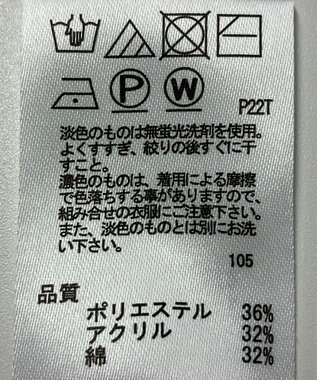 P W P22T
淡色のものは無蛍光洗剤を使用。
よくすすぎ、絞りの後すぐに干
すこと。
濃色のものは、着用による摩擦
で色落ちする事がありますので、
組み合せの衣服にご注意下さい。
また、淡色のものとは別にお洗
い下さい。
105
品質
ポリエステル 36%
アクリル 32%
綿 32%